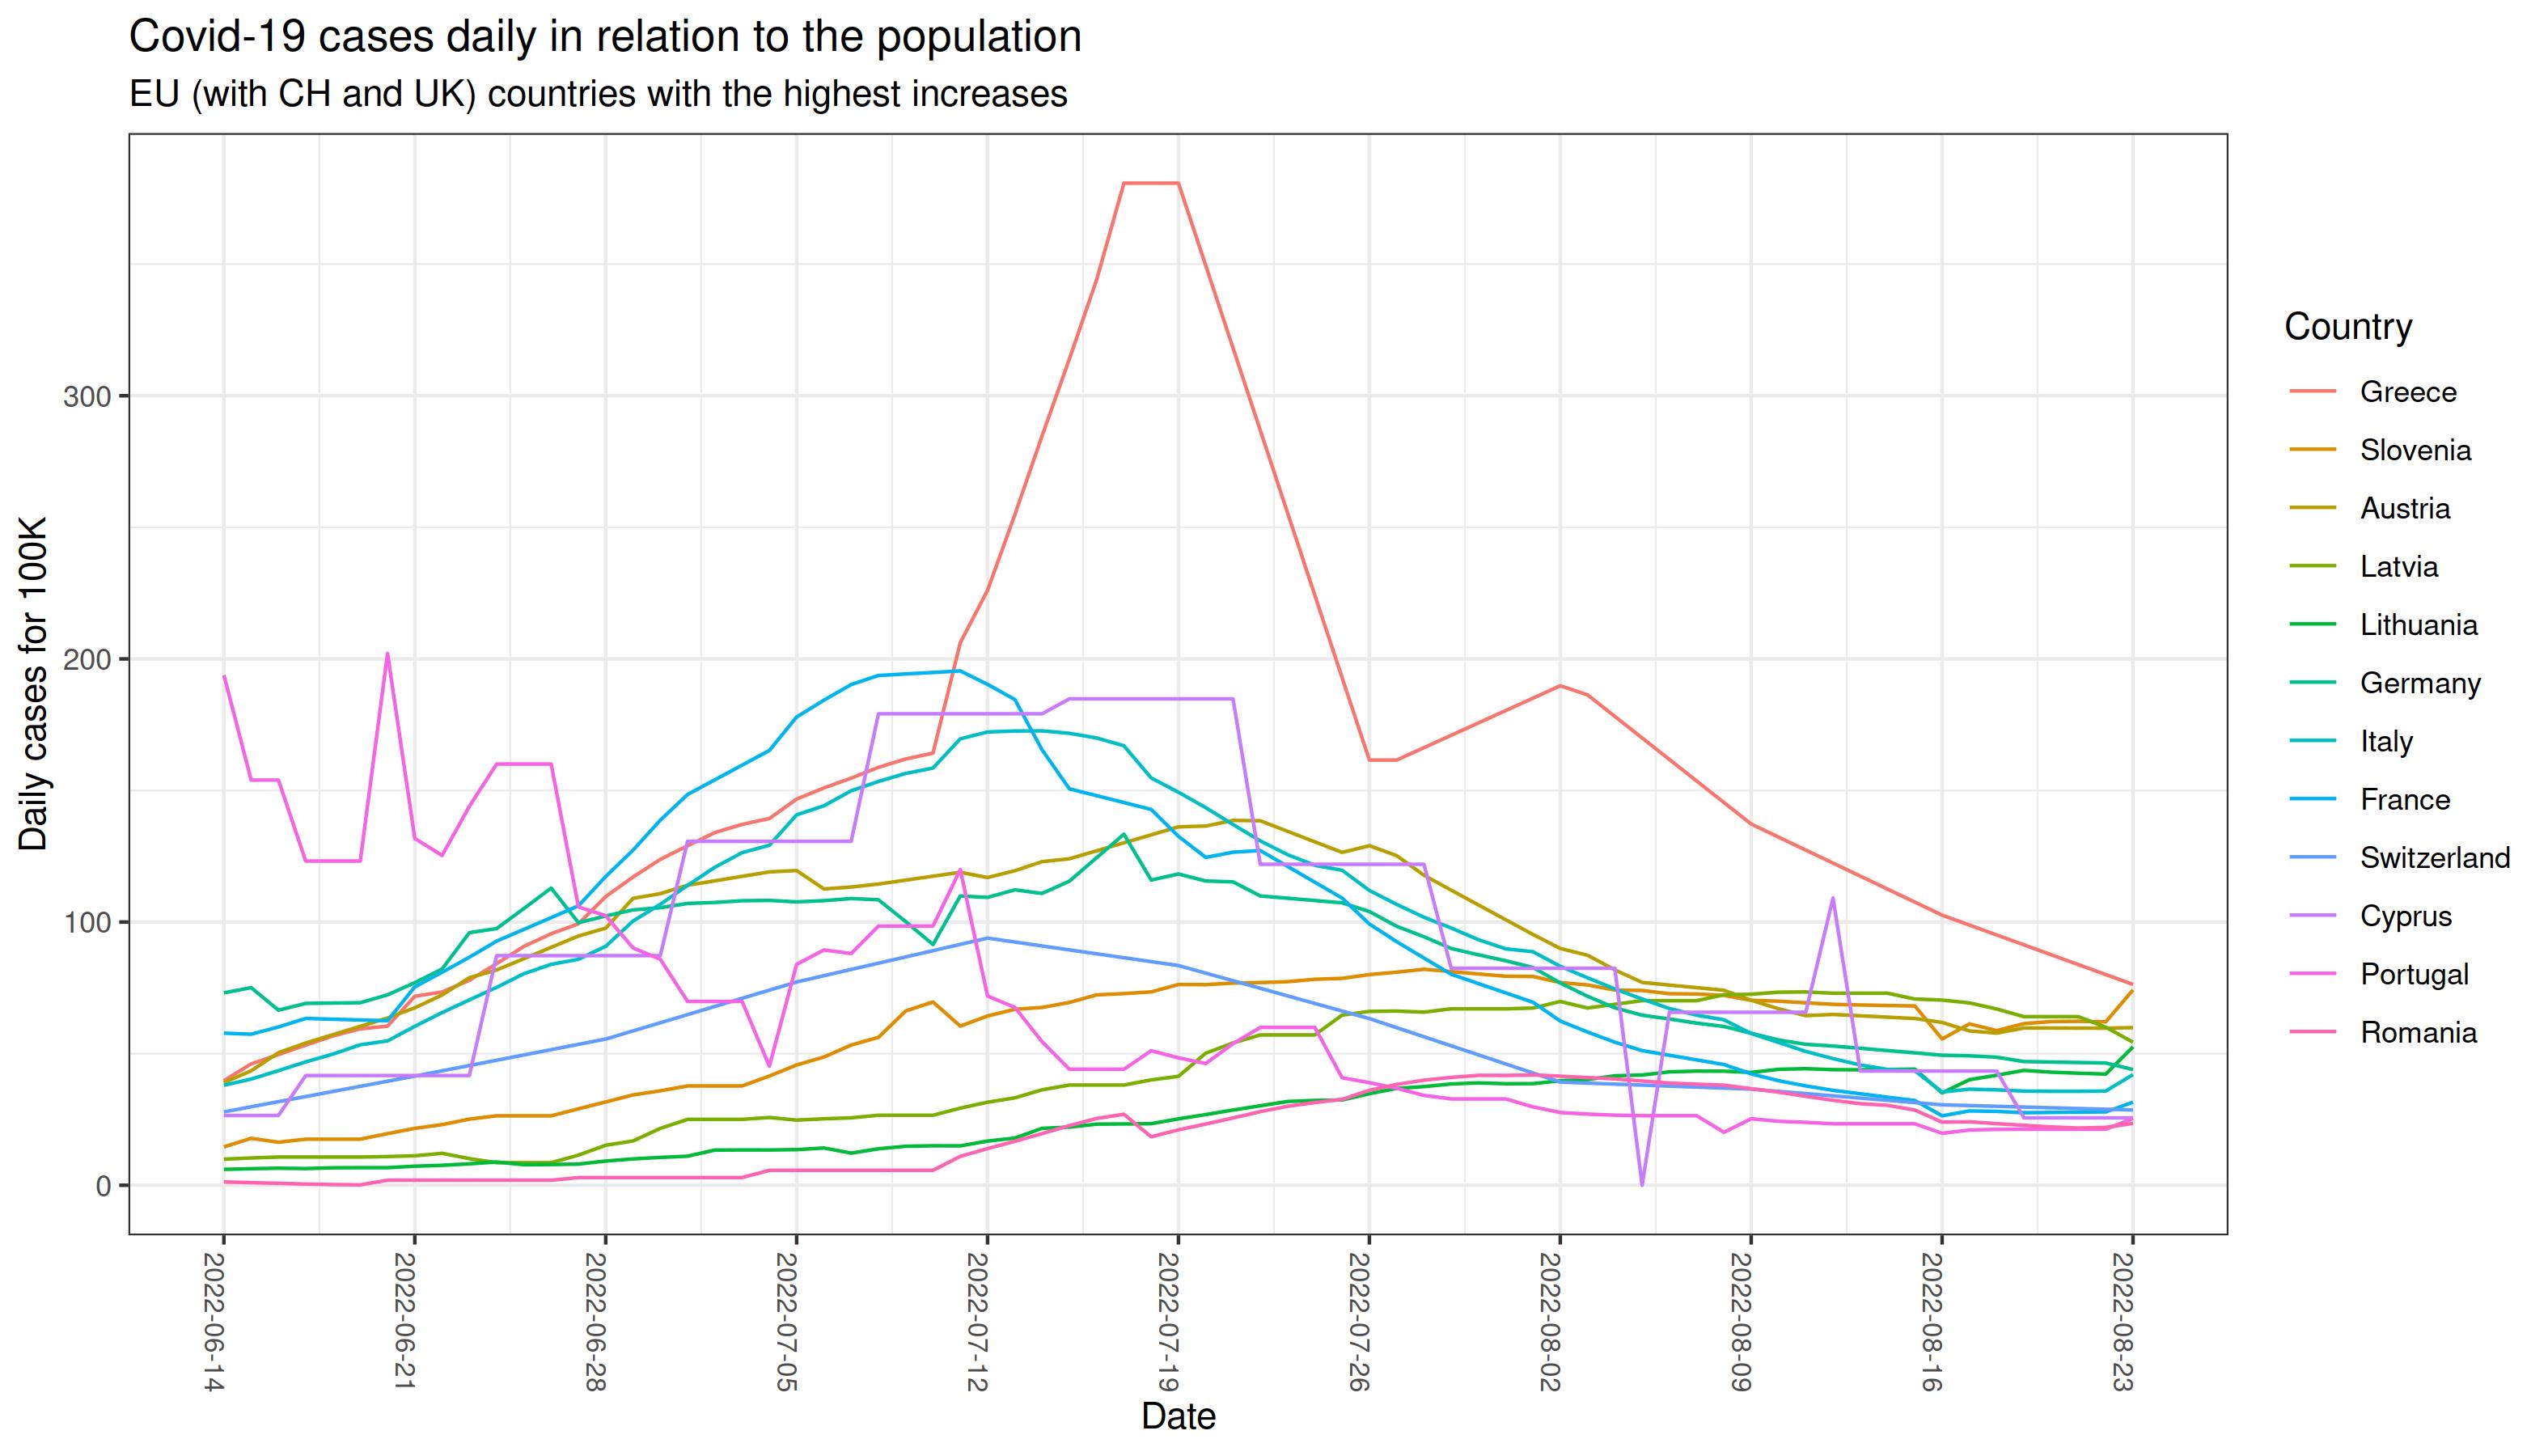 Covid-19 cases daily in relation to the population
EU (with CH and UK) countries with the highest increases
Daily cases for 100K
300
200
100
0
2022-06-14
2022-06-21
2022-06-28
2022-07-05
2022-07-12
2022-07-19
2022-07-26
2022-08-02
2022-08-09
2022-08-16
2022-08-23
Date
Country
Greece
Slovenia
Austria
Latvia
Lithuania
Germany
Italy
France
Switzerland
Cyprus
Portugal
Romania